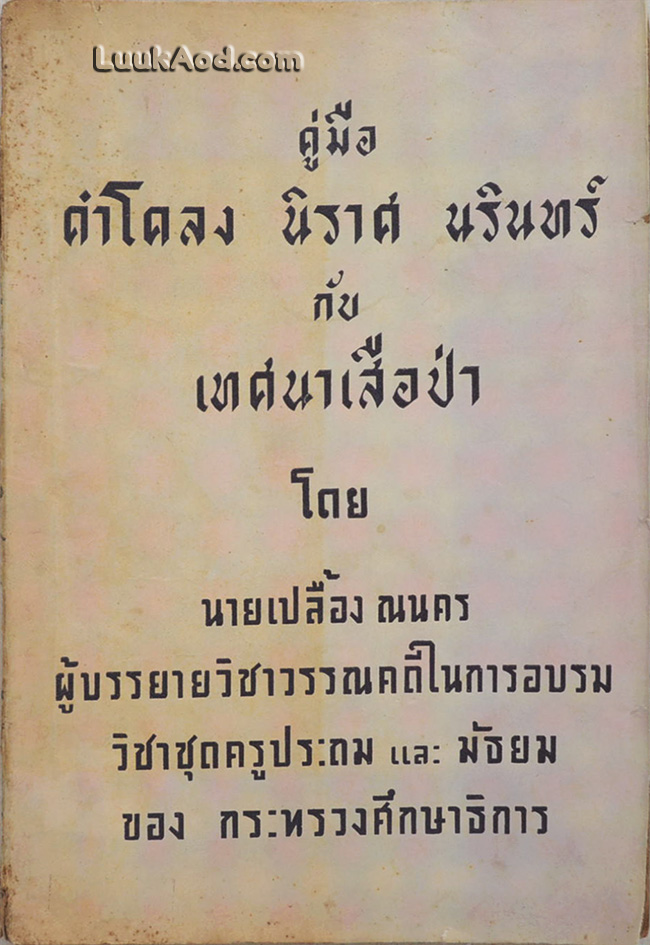 LuukAod.com
คู่มือ
คำโคลง นิราศ นรินทร์
กับ
เทศนาเสือป่า
โดย
นายเปลื้อง ณนคร
ผู้บรรยายวิชาวรรณคดีในการอบรม
วิชาชุดครูประถม และ มัธยม
ของ กระทรวงศึกษาธิการ